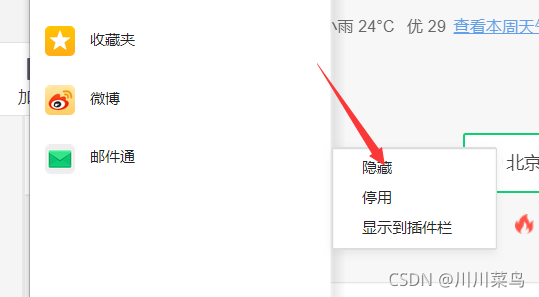 小雨 24°C 优 29 查看本周天气
收藏夹
加
微博
邮件通
隐藏
北京
停用
显示到插件栏
CSDN @川川菜鸟